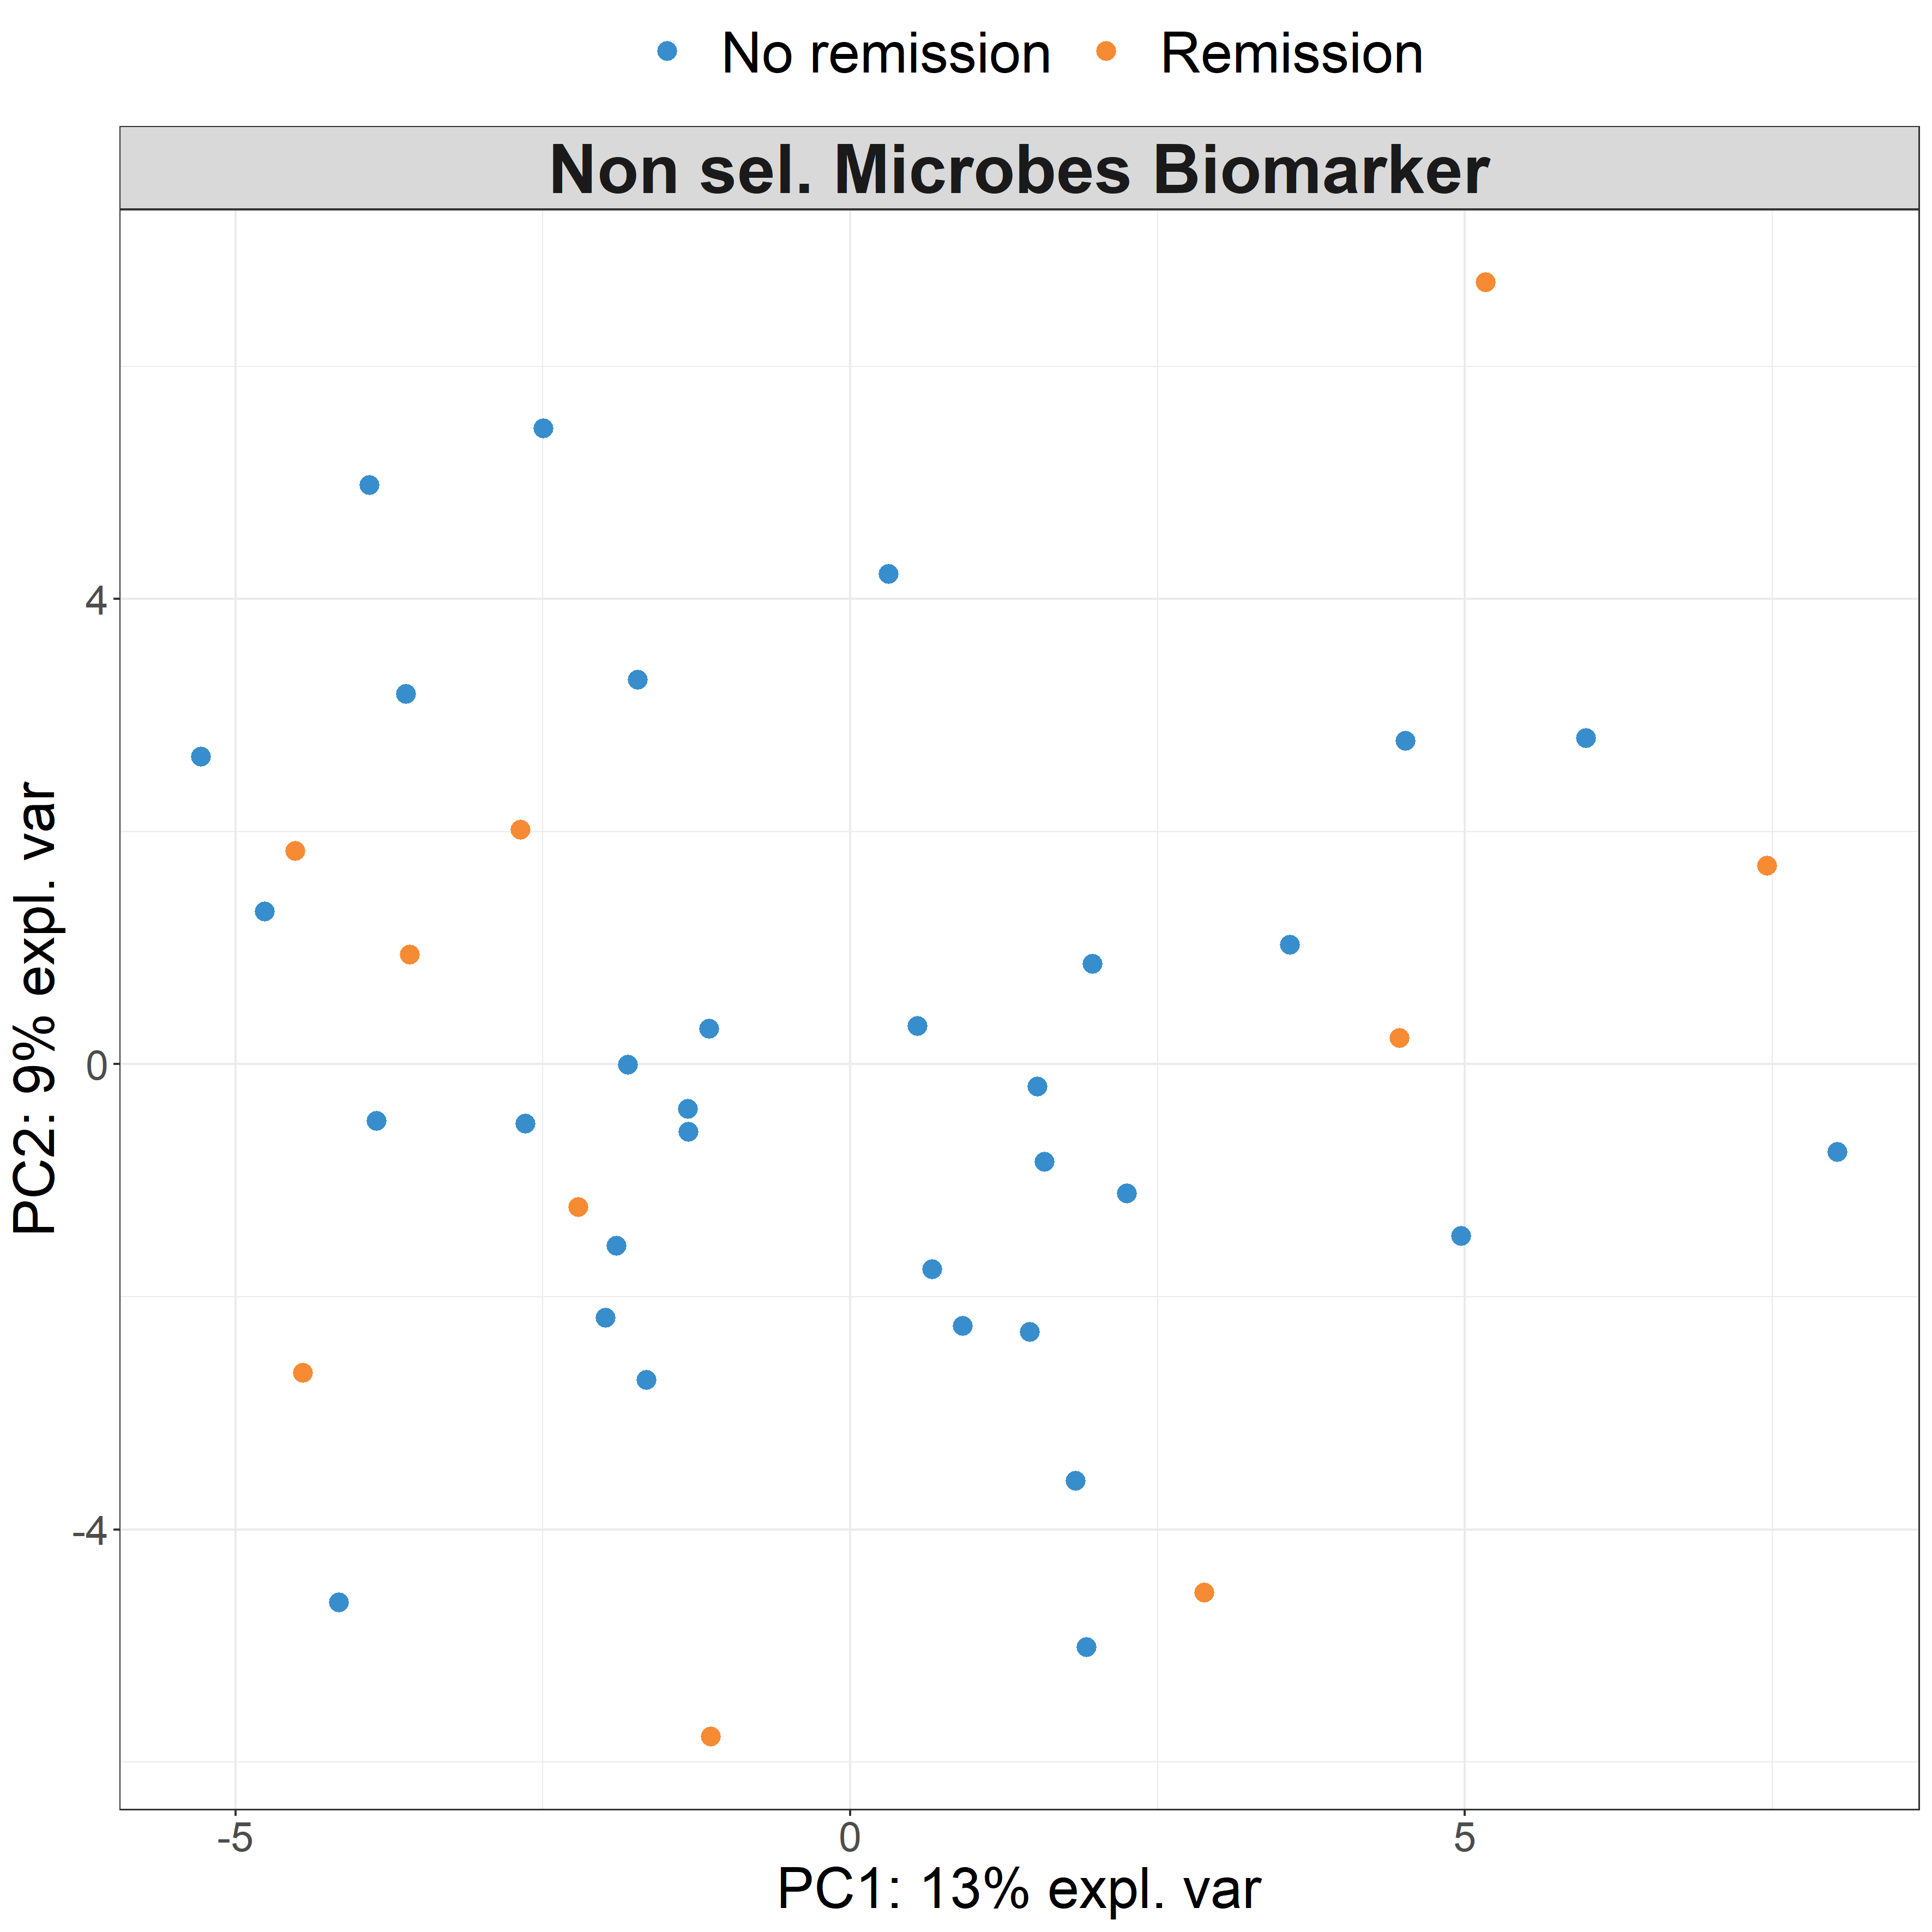 No remission Remission
Non sel. Microbes Biomarker
PC2: 9% expl. var
4
0
-4
-5 0 5
PC1: 13% expl. var